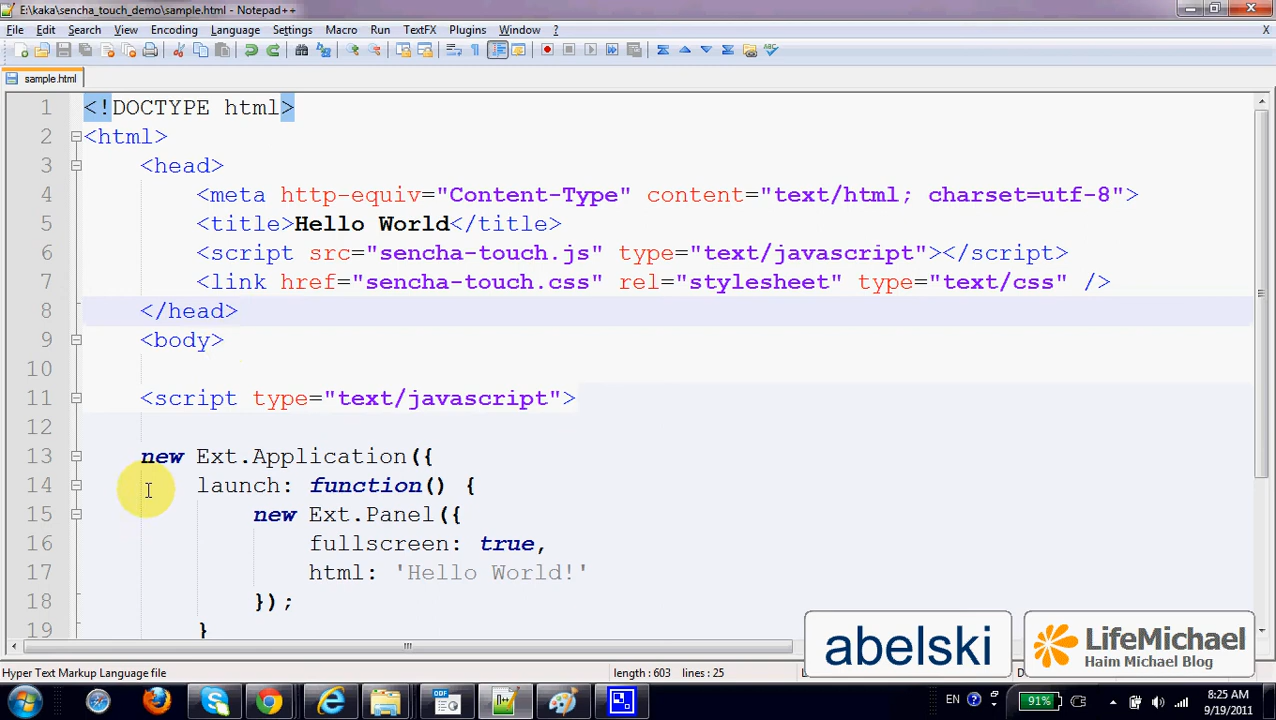 E:\kaka\sencha_touch_demo\sample.html - Notepad++
File Edit Search View Encoding Language Settings Macro Run TextFX Plugins Window ? X
sample.html
1 <!DOCTYPE html>
2 <html>
3 <head>
4 <meta http-equiv="Content-Type" content="text/html; charset=utf-8">
5 <title>Hello World</title>
6 <script src="sencha-touch.js" type="text/javascript"></script>
7 <link href="sencha-touch.css" rel="stylesheet" type="text/css" />
8 </head>
9 <body>
10
11 <script type="text/javascript">
12
13 new Ext.Application({
14 launch: function() {
15 new Ext.Panel({
16 fullscreen: true,
17 html: 'Hello World!'
18 });
19 }
abelski
LifeMichael
Haim Michael Blog
Hyper Text Markup Language file length : 603 lines : 25
EN 91% 8:25 AM
9/19/2011